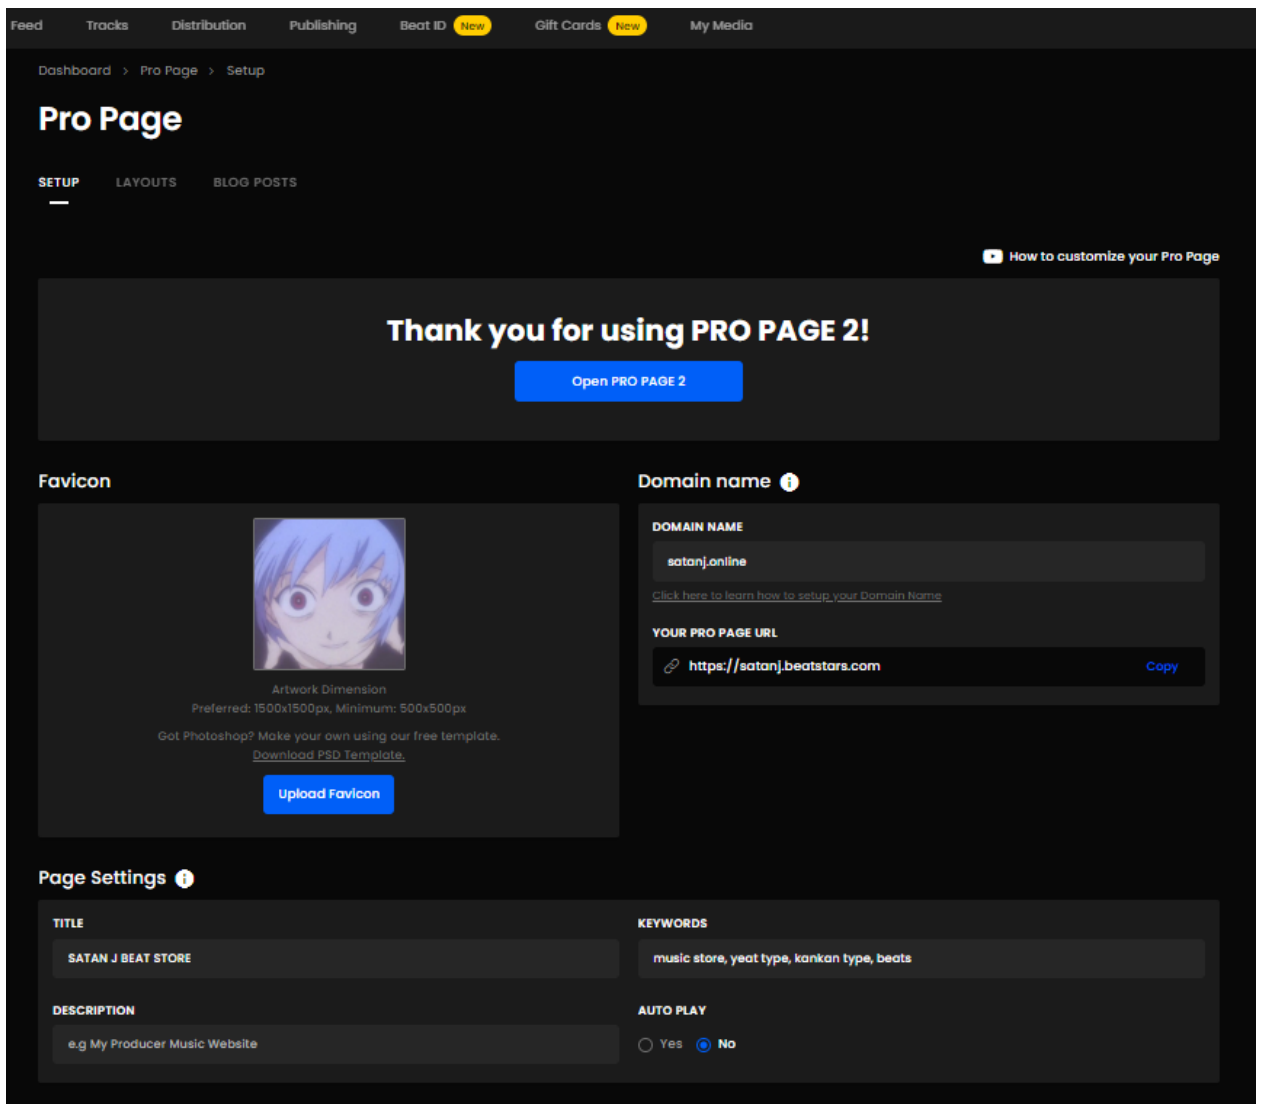 Feed Tracks Distribution Publishing Beat ID New Gift Cards New My Media
Dashboard > Pro Page > Setup
Pro Page
SETUP LAYOUTS BLOG POSTS
How to customize your Pro Page
Thank you for using PRO PAGE 2!
Open PRO PAGE 2
Favicon
Artwork Dimension
Preferred: 1500x1500px, Minimum: 500x500px
Got Photoshop? Make your own using our free template.
Download PSD Template.
Upload Favicon
Domain name
DOMAIN NAME
satanj.online
Click here to learn how to setup your Domain Name
YOUR PRO PAGE URL
https://satanj.beatstars.com Copy
Page Settings
TITLE
SATAN J BEAT STORE
KEYWORDS
music store, yeat type, kankan type, beats
DESCRIPTION
e.g My Producer Music Website
AUTO PLAY
Yes No